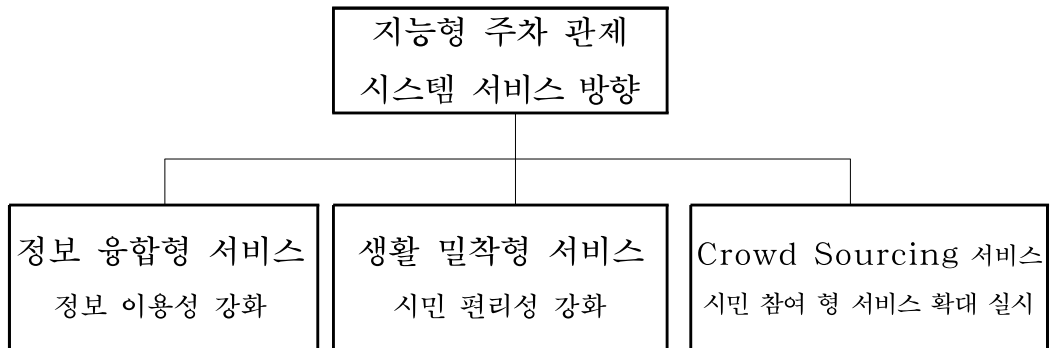 지능형 주차 관제
시스템 서비스 방향
정보 융합형 서비스
정보 이용성 강화
생활 밀착형 서비스
시민 편리성 강화
Crowd Sourcing 서비스
시민 참여 형 서비스 확대 실시